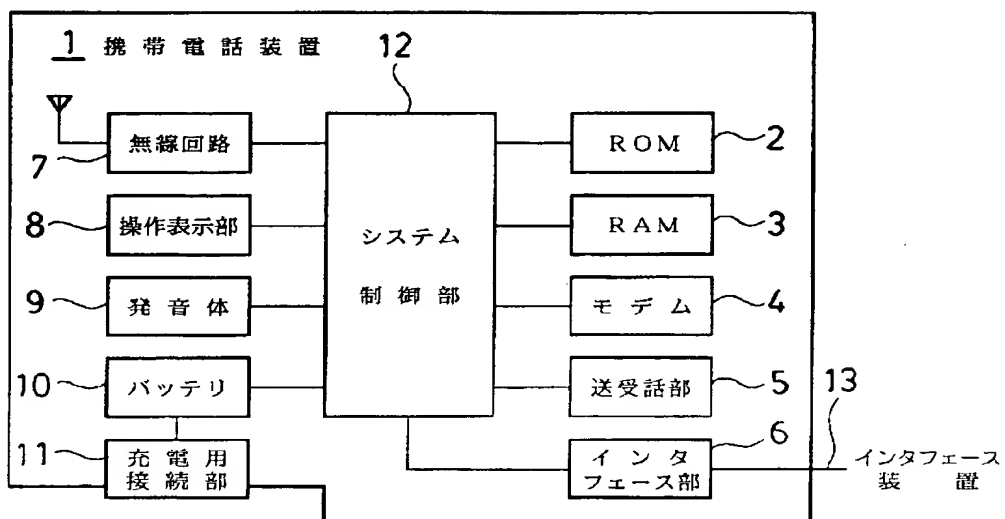 1 携帯電話装置
12
無線回路
7
ROM
2
操作表示部
8
システム
制御部
RAM
3
発音体
9
モデム
4
バッテリ
10
送受話部
5
充電用
接続部
11
インタ
フェース部
6
13
インタフェース
装置